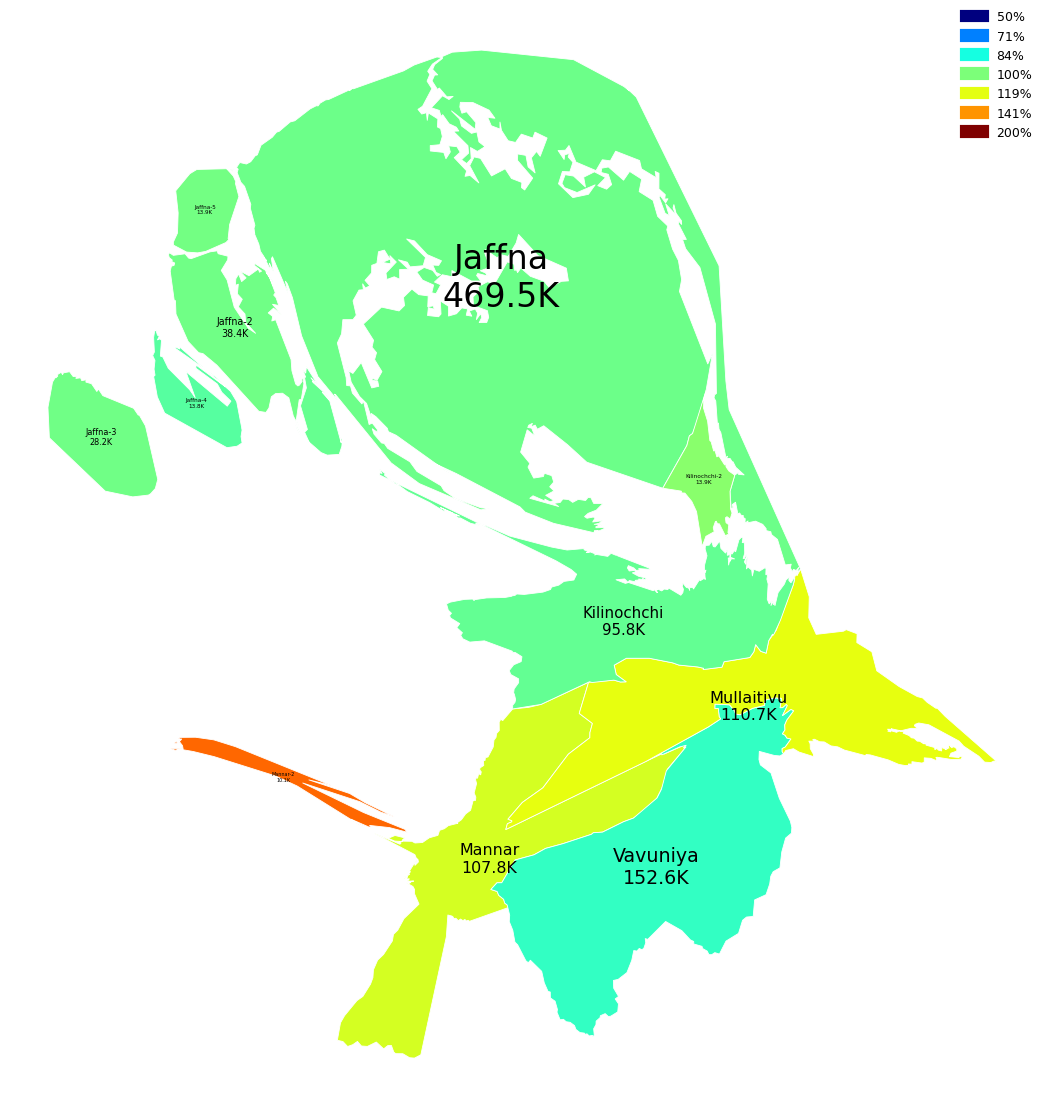 50%
71%
84%
100%
119%
141%
200%
Jaffna-5
13.9K
Jaffna
469.5K
Jaffna-2
38.4K
Jaffna-4
13.8K
Jaffna-3
28.2K
Kilinochchi-2
13.9K
Kilinochchi
95.8K
Mullaitivu
110.7K
Mannar-2
10.1K
Mannar
107.8K
Vavuniya
152.6K